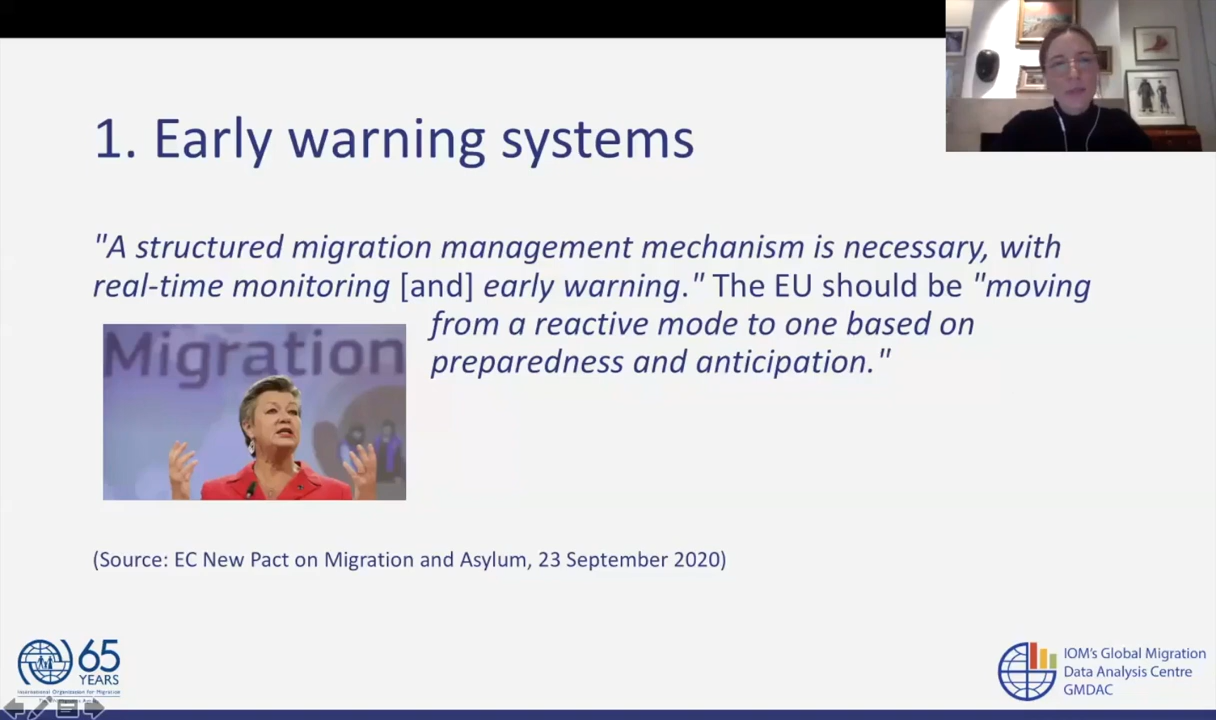 1. Early warning systems
"A structured migration management mechanism is necessary, with
real-time monitoring [and] early warning." The EU should be "moving
from a reactive mode to one based on
preparedness and anticipation."
Migration
(Source: EC New Pact on Migration and Asylum, 23 September 2020)
65
YEARS
International Organization for Migration
IOM's Global Migration
Data Analysis Centre
GMDAC